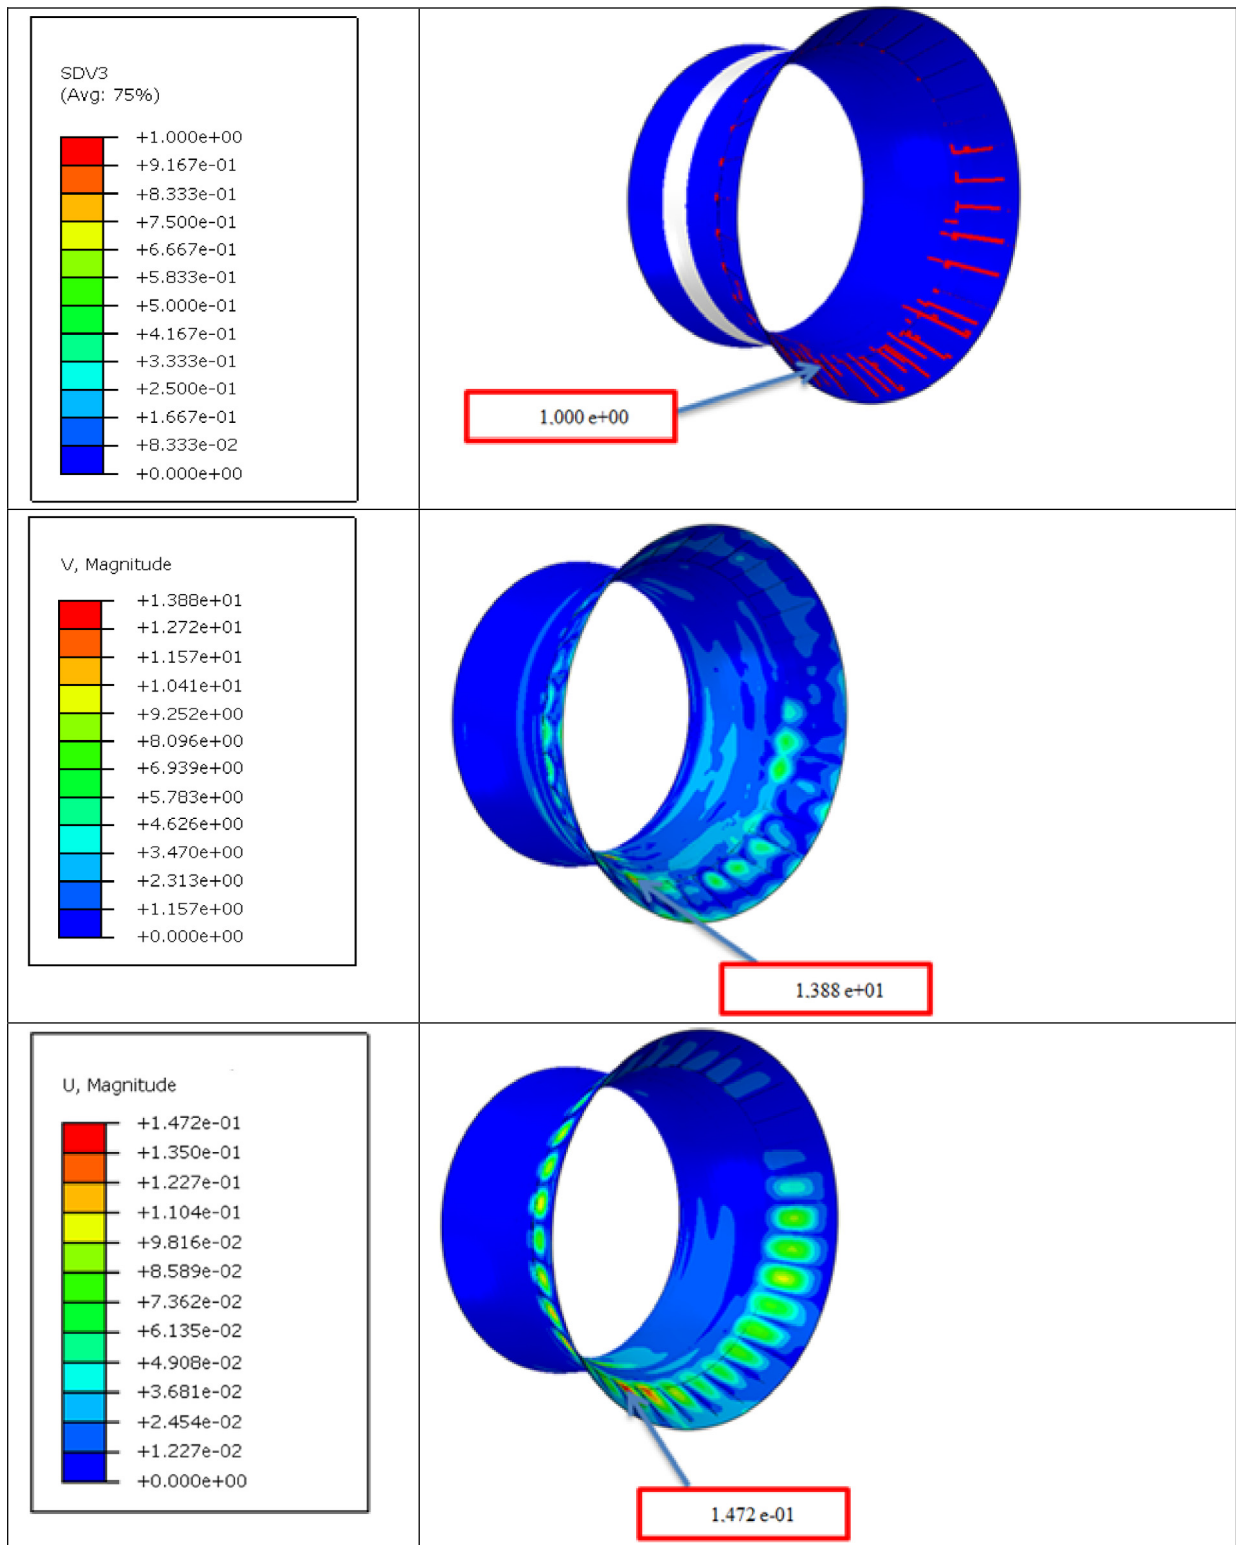 SDV3
(Avg: 75%)
+1.000e+00
+9.167e-01
+8.333e-01
+7.500e-01
+6.667e-01
+5.833e-01
+5.000e-01
+4.167e-01
+3.333e-01
+2.500e-01
+1.667e-01
+8.333e-02
+0.000e+00
1.000 e+00
V, Magnitude
+1.388e+01
+1.272e+01
+1.157e+01
+1.041e+01
+9.252e+00
+8.096e+00
+6.939e+00
+5.783e+00
+4.626e+00
+3.470e+00
+2.313e+00
+1.157e+00
+0.000e+00
1.388 e+01
U, Magnitude
+1.472e-01
+1.350e-01
+1.227e-01
+1.104e-01
+9.816e-02
+8.589e-02
+7.362e-02
+6.135e-02
+4.908e-02
+3.681e-02
+2.454e-02
+1.227e-02
+0.000e+00
1.472 e-01